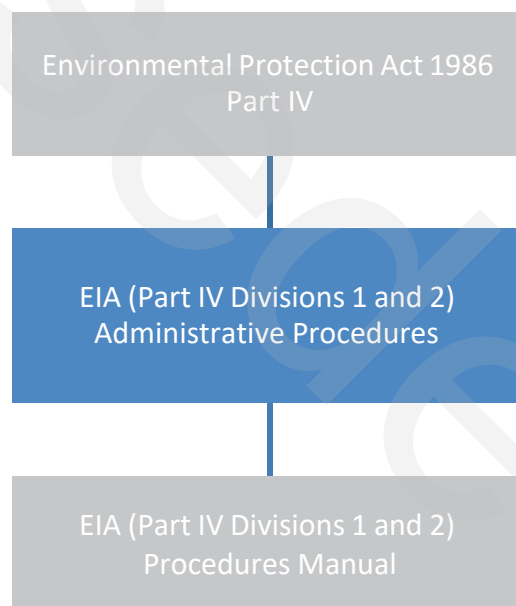 Environmental Protection Act 1986
Part IV
EIA (Part IV Divisions 1 and 2)
Administrative Procedures
EIA (Part IV Divisions 1 and 2)
Procedures Manual